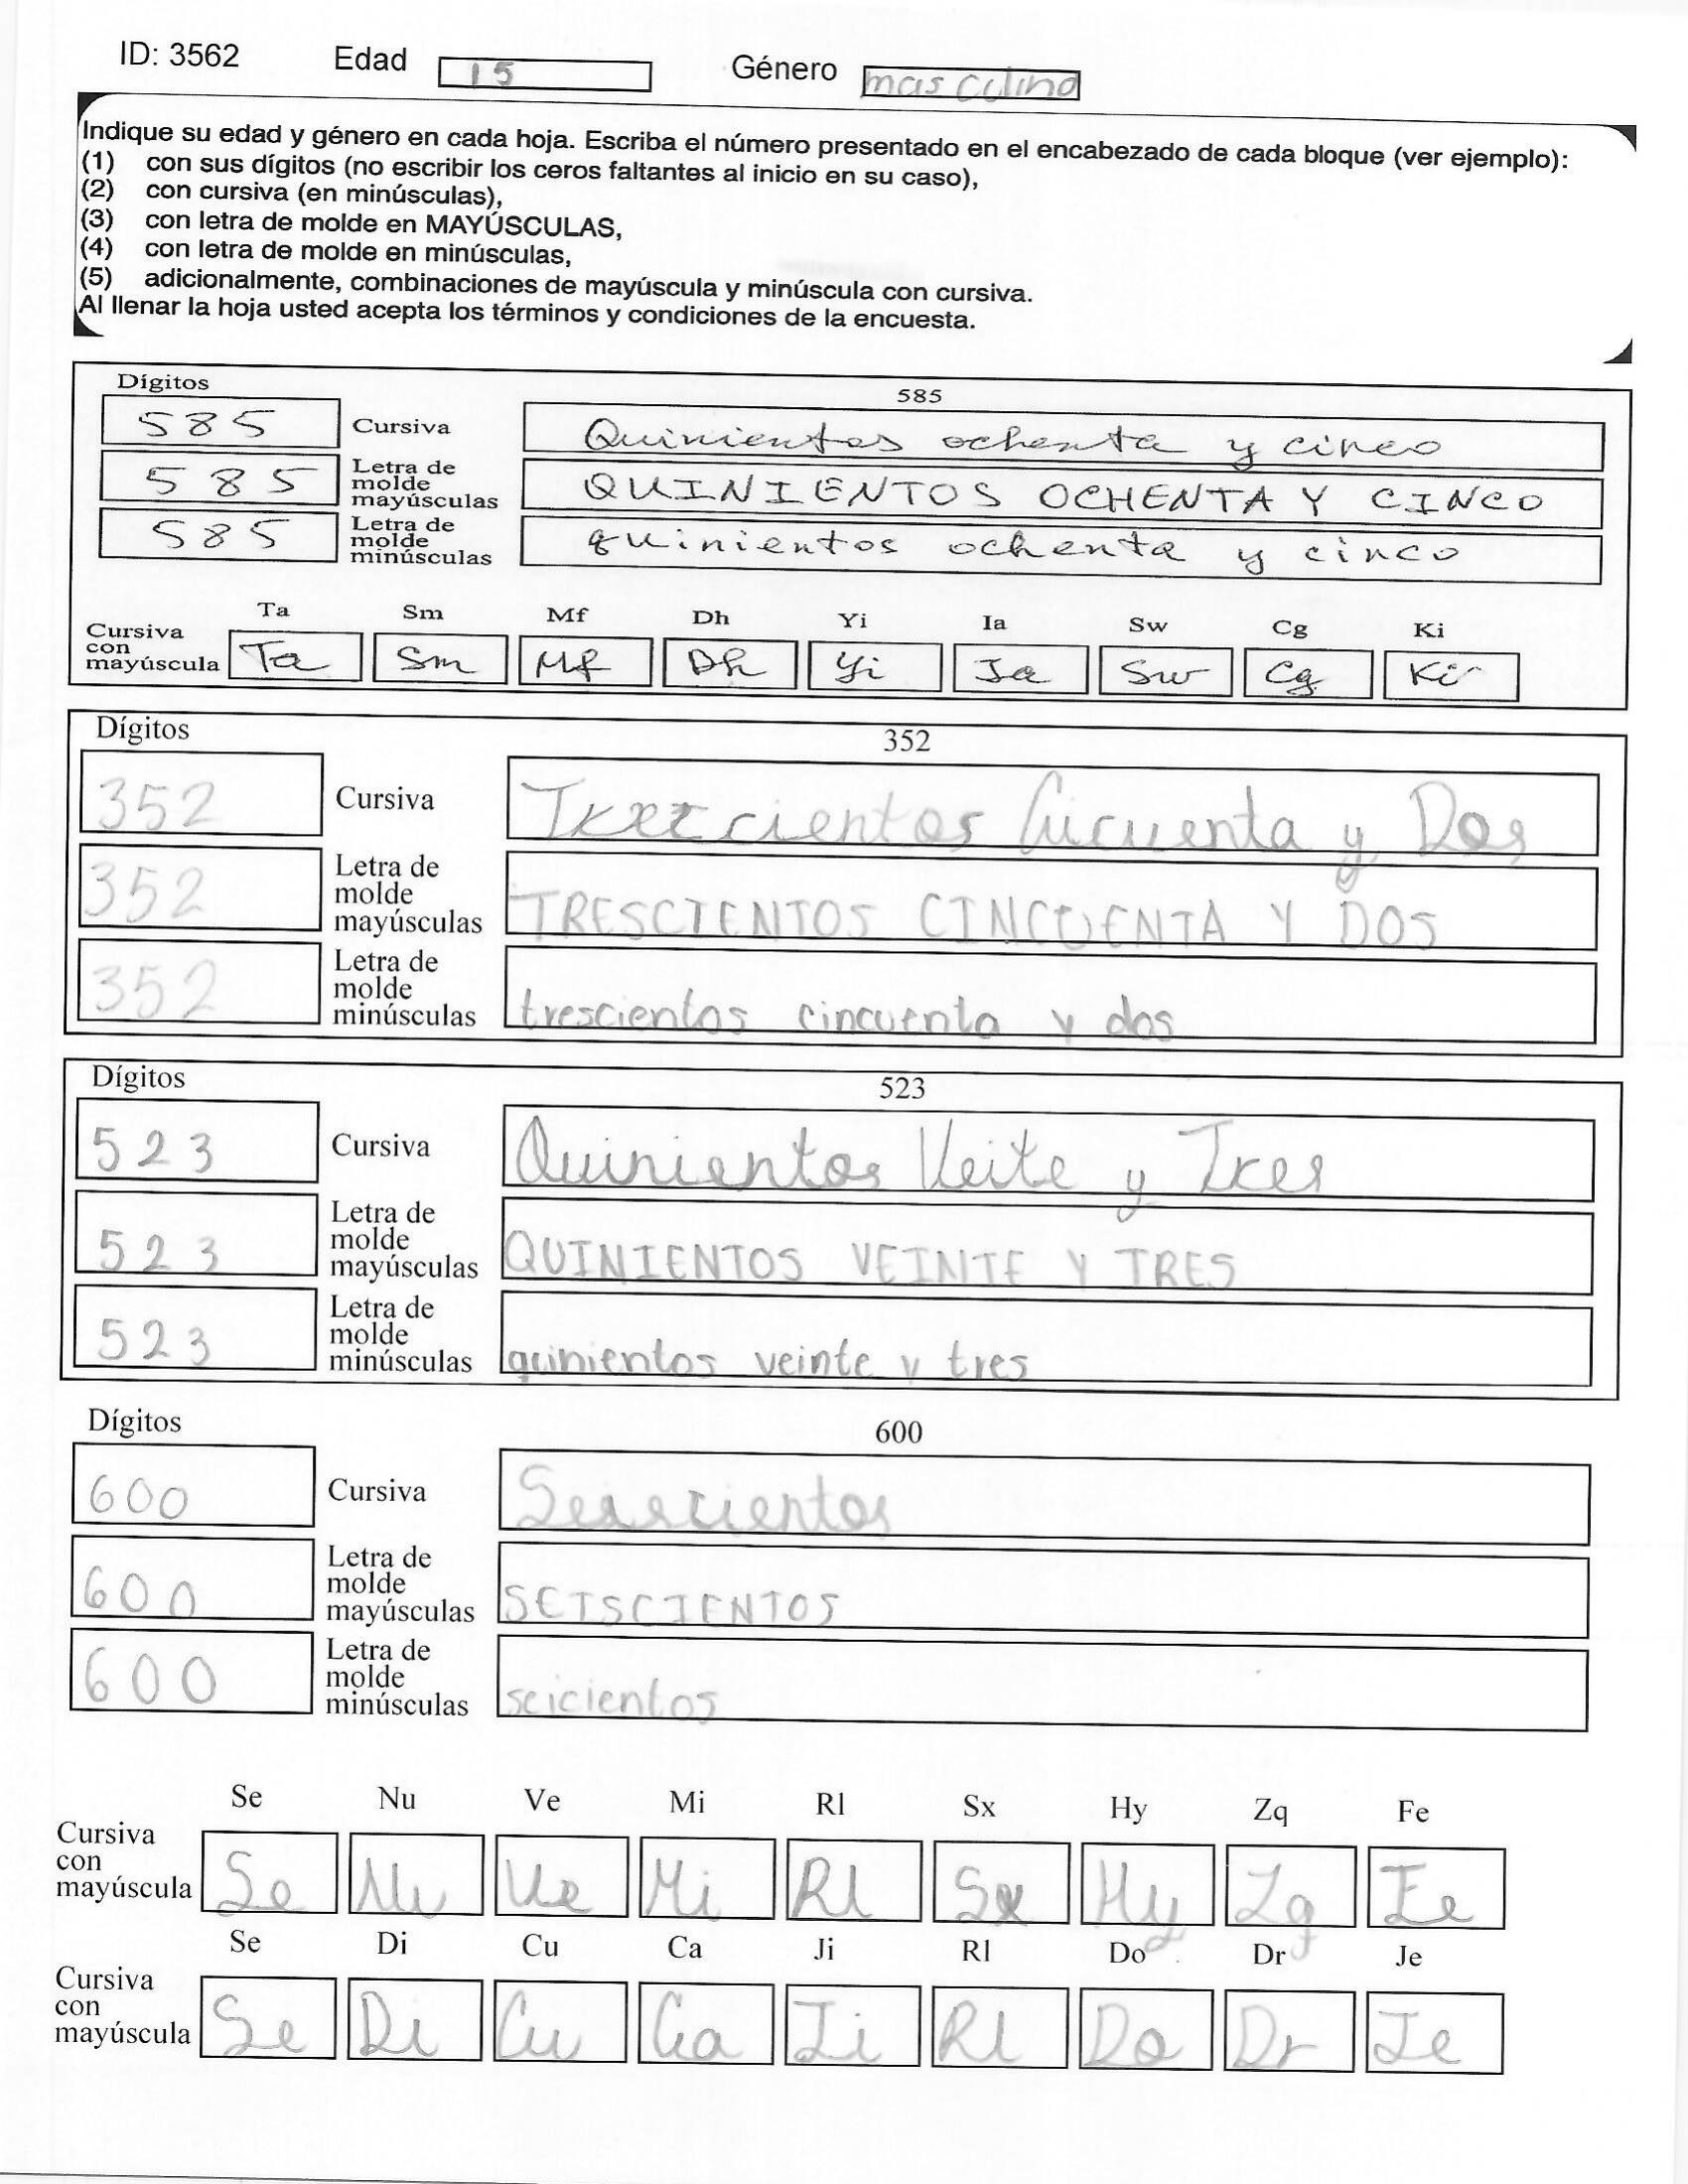 ID: 3562 Edad 15 Género masculino
Indique su edad y género en cada hoja. Escriba el número presentado en el encabezado de cada bloque (ver ejemplo):
(1) con sus dígitos (no escribir los ceros faltantes al inicio en su caso),
(2) con cursiva (en minúsculas),
(3) con letra de molde en MAYÚSCULAS,
(4) con letra de molde en minúsculas,
(5) adicionalmente, combinaciones de mayúscula y minúscula con cursiva.
Al llenar la hoja usted acepta los términos y condiciones de la encuesta.
Dígitos 585
585 Cursiva Quinientos ochenta y cinco
585 Letra de molde mayúsculas QUINIENTOS OCHENTA Y CINCO
585 Letra de molde minúsculas quinientos ochenta y cinco
Ta Sm Mf Dh Yi Ia Sw Cg Ki
Cursiva con mayúscula Ta Sm Mf Dh Yi Ia Sw Cg Ki
Dígitos 352
352 Cursiva Cucuenta y Dos
352 Letra de molde mayúsculas TRESCIENTOS CINCUENTA Y DOS
352 Letra de molde minúsculas trescientos cincuenta y dos
Dígitos 523
523 Cursiva Quinientos Veite y Tres
523 Letra de molde mayúsculas QUINIENTOS VEINTE Y TRES
523 Letra de molde minúsculas quinientos veinte y tres
Dígitos 600
600 Cursiva
600 Letra de molde mayúsculas SEISCIENTOS
600 Letra de molde minúsculas seicientos
Se Nu Ve Mi Rl Sx Hy Zq Fe
Cursiva con mayúscula Se Nu Ve Mi Rl Sx Hy Zq Fe
Se Di Cu Ca Ji Rl Do Dr Je
Cursiva con mayúscula Se Di Cu Ca Ji Rl Do Dr Je